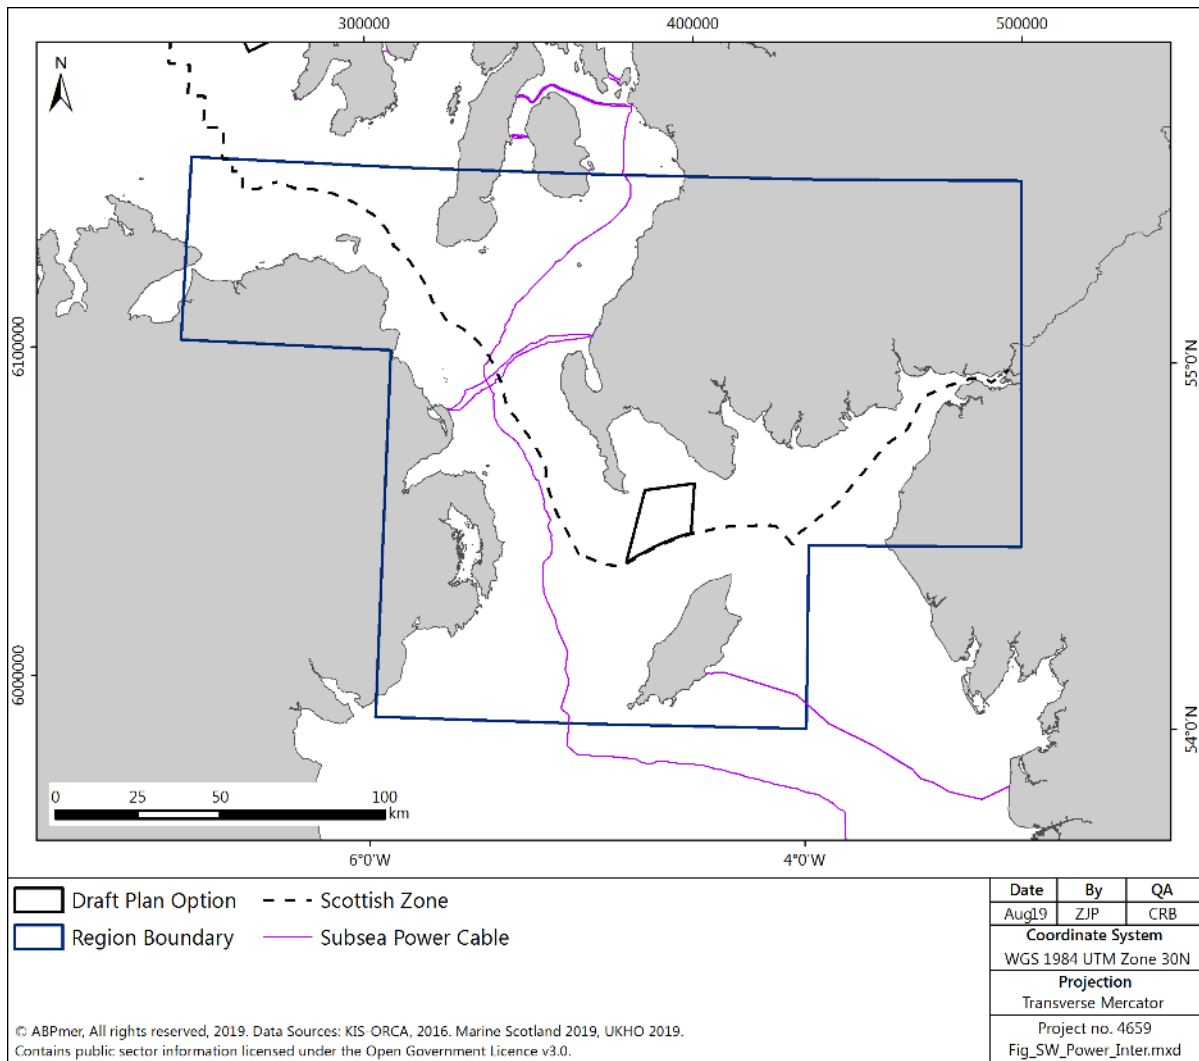 300000 400000 500000
N
6100000
55°0'N
6000000
54°0'N
0 25 50 100
km
6°0'W 4°0'W
Draft Plan Option Scottish Zone
Region Boundary Subsea Power Cable
Date By QA
Aug19 ZJP CRB
Coordinate System
WGS 1984 UTM Zone 30N
Projection
Transverse Mercator
Project no. 4659
Fig_SW_Power_Inter.mxd
© ABPmer, All rights reserved, 2019. Data Sources: KIS-ORCA, 2016. Marine Scotland 2019, UKHO 2019.
Contains public sector information licensed under the Open Government Licence v3.0.